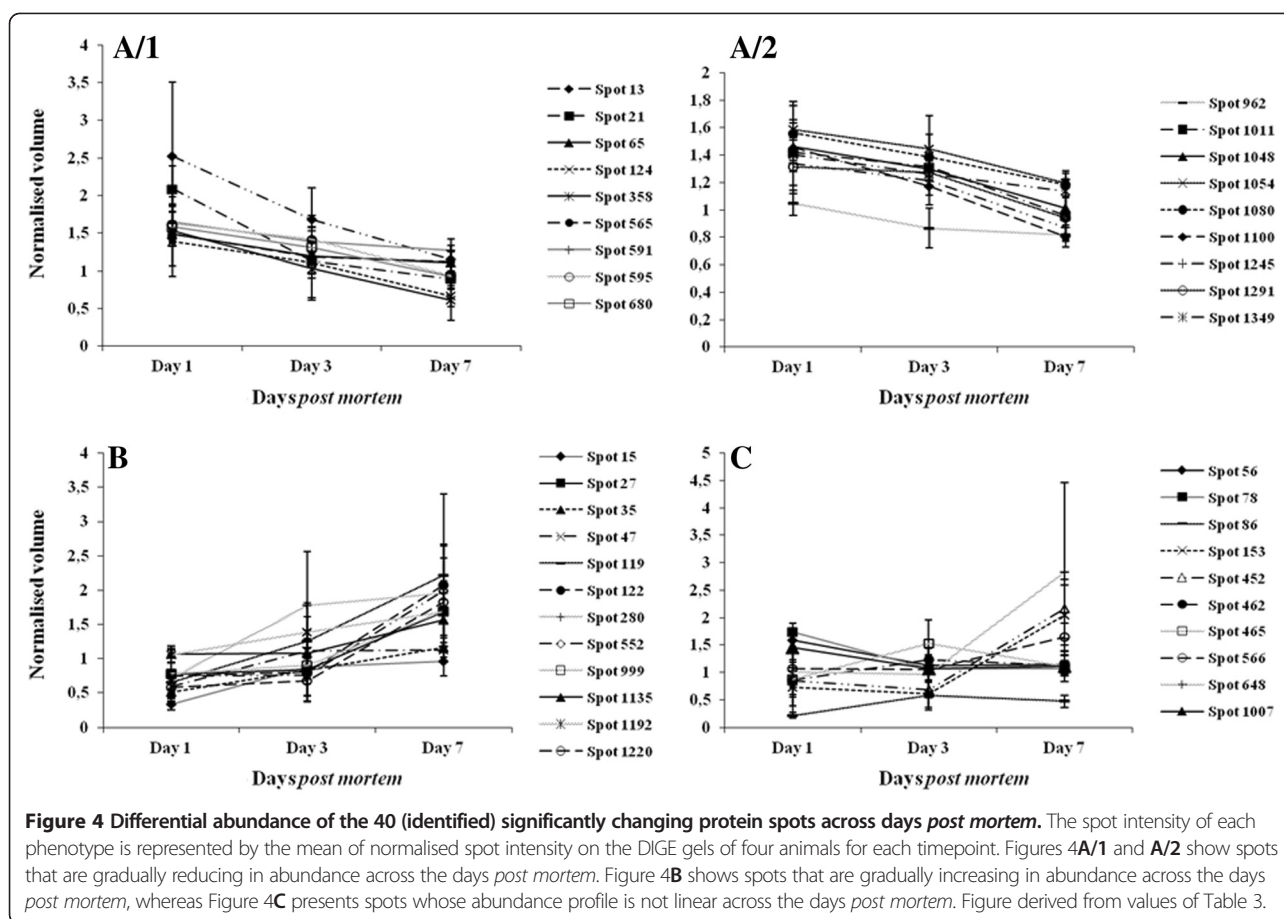 A/1
Normalised volume
4
3,5
3
2,5
2
1,5
1
0,5
0
Day 1
Day 3
Day 7
Days post mortem
Spot 13
Spot 21
Spot 65
Spot 124
Spot 358
Spot 565
Spot 591
Spot 595
Spot 680
A/2
2
1,8
1,6
1,4
1,2
1
0,8
0,6
0,4
0,2
0
Day 1
Day 3
Day 7
Days post mortem
Spot 962
Spot 1011
Spot 1048
Spot 1054
Spot 1080
Spot 1100
Spot 1245
Spot 1291
Spot 1349
B
Normalised volume
4
3,5
3
2,5
2
1,5
1
0,5
0
Day 1
Day 3
Day 7
Days post mortem
Spot 15
Spot 27
Spot 35
Spot 47
Spot 119
Spot 122
Spot 280
Spot 552
Spot 999
Spot 1135
Spot 1192
Spot 1220
C
5
4,5
4
3,5
3
2,5
2
1,5
1
0,5
0
Day 1
Day 3
Day 7
Days post mortem
Spot 56
Spot 78
Spot 86
Spot 153
Spot 452
Spot 462
Spot 465
Spot 566
Spot 648
Spot 1007
Figure 4 Differential abundance of the 40 (identified) significantly changing protein spots across days post mortem. The spot intensity of each
phenotype is represented by the mean of normalised spot intensity on the DIGE gels of four animals for each timepoint. Figures 4A/1 and A/2 show spots
that are gradually reducing in abundance across the days post mortem. Figure 4B shows spots that are gradually increasing in abundance across the days
post mortem, whereas Figure 4C presents spots whose abundance profile is not linear across the days post mortem. Figure derived from values of Table 3.